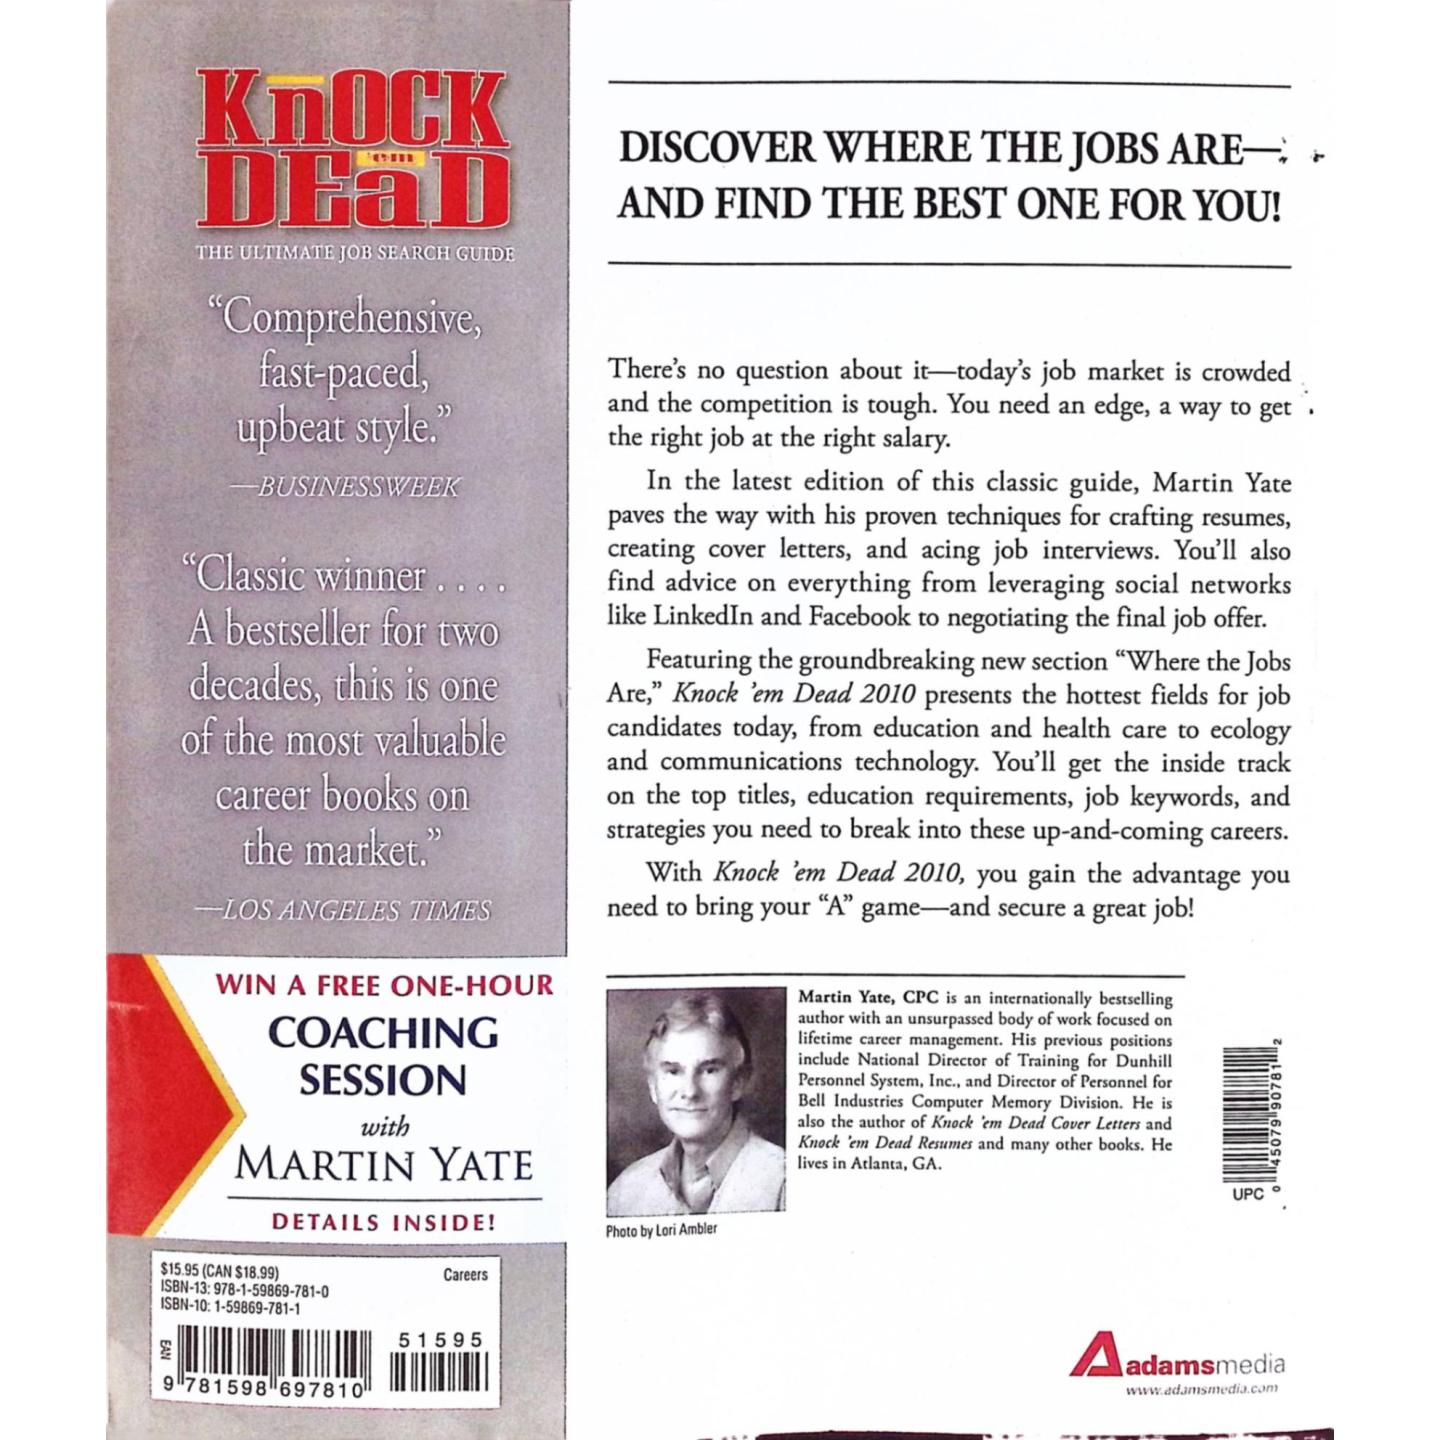 KnOCK
'em
DEaD
THE ULTIMATE JOB SEARCH GUIDE
“Comprehensive,
fast-paced,
upbeat style.”
—BUSINESSWEEK
“Classic winner . . . .
A bestseller for two
decades, this is one
of the most valuable
career books on
the market.”
—LOS ANGELES TIMES
WIN A FREE ONE-HOUR
COACHING
SESSION
with
MARTIN YATE
DETAILS INSIDE!
$15.95 (CAN $18.99) Careers
ISBN-13: 978-1-59869-781-0
ISBN-10: 1-59869-781-1
EAN
51595
9 781598 697810
DISCOVER WHERE THE JOBS ARE—
AND FIND THE BEST ONE FOR YOU!
There’s no question about it—today’s job market is crowded
and the competition is tough. You need an edge, a way to get
the right job at the right salary.
In the latest edition of this classic guide, Martin Yate
paves the way with his proven techniques for crafting resumes,
creating cover letters, and acing job interviews. You’ll also
find advice on everything from leveraging social networks
like LinkedIn and Facebook to negotiating the final job offer.
Featuring the groundbreaking new section “Where the Jobs
Are,” Knock ’em Dead 2010 presents the hottest fields for job
candidates today, from education and health care to ecology
and communications technology. You’ll get the inside track
on the top titles, education requirements, job keywords, and
strategies you need to break into these up-and-coming careers.
With Knock ’em Dead 2010, you gain the advantage you
need to bring your “A” game—and secure a great job!
Martin Yate, CPC is an internationally bestselling
author with an unsurpassed body of work focused on
lifetime career management. His previous positions
include National Director of Training for Dunhill
Personnel System, Inc., and Director of Personnel for
Bell Industries Computer Memory Division. He is
also the author of Knock ’em Dead Cover Letters and
Knock ’em Dead Resumes and many other books. He
lives in Atlanta, GA.
Photo by Lori Ambler
0 45079 90781 2
UPC
adamsmedia
www.adamsmedia.com